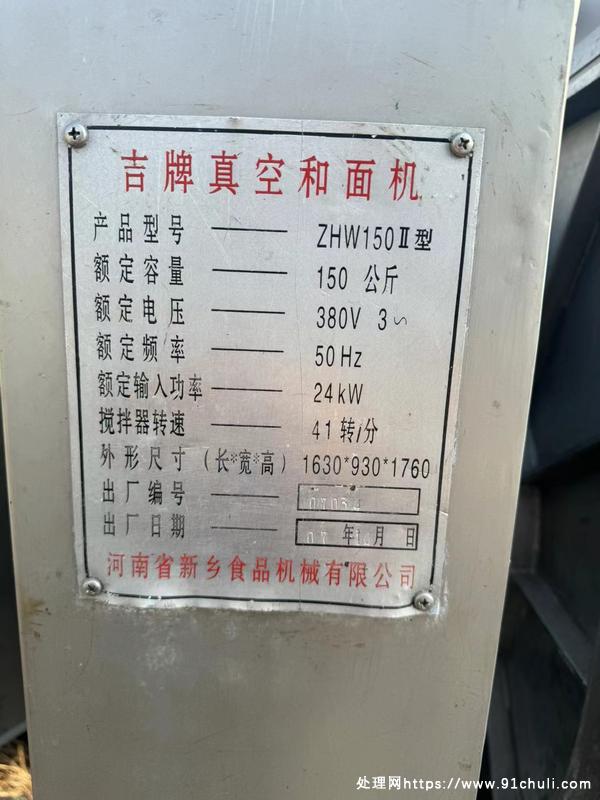 吉牌真空和面机
产品型号 —— ZHW150Ⅱ型
额定容量 —— 150 公斤
额定电压 —— 380V 3∽
额定频率 —— 50Hz
额定输入功率 —— 24kW
搅拌器转速 —— 41 转/分
外形尺寸 (长*宽*高) 1630*930*1760
出厂编号 ——
出厂日期 —— 年 月 日
河南省新乡食品机械有限公司
处理网https://www.91chuli.com